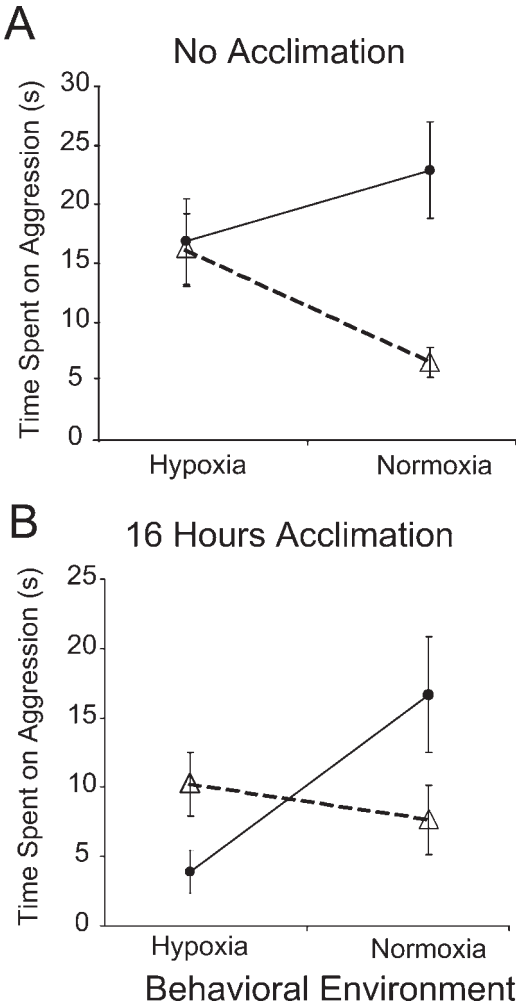 A
No Acclimation
Time Spent on Aggression (s)
30
25
20
15
10
5
0
Hypoxia Normoxia
B
16 Hours Acclimation
Time Spent on Aggression (s)
25
20
15
10
5
0
Hypoxia Normoxia
Behavioral Environment